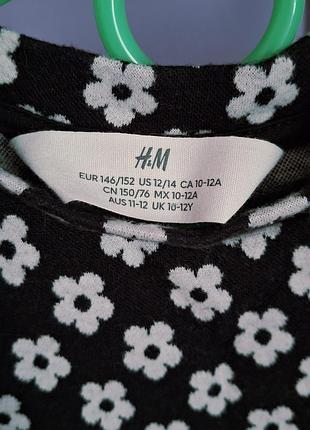 H&M
EUR 146/152 US 12/14 CA 10-12A
CN 150/76 MX 10-12A
AUS 11-12 UK 10-12Y